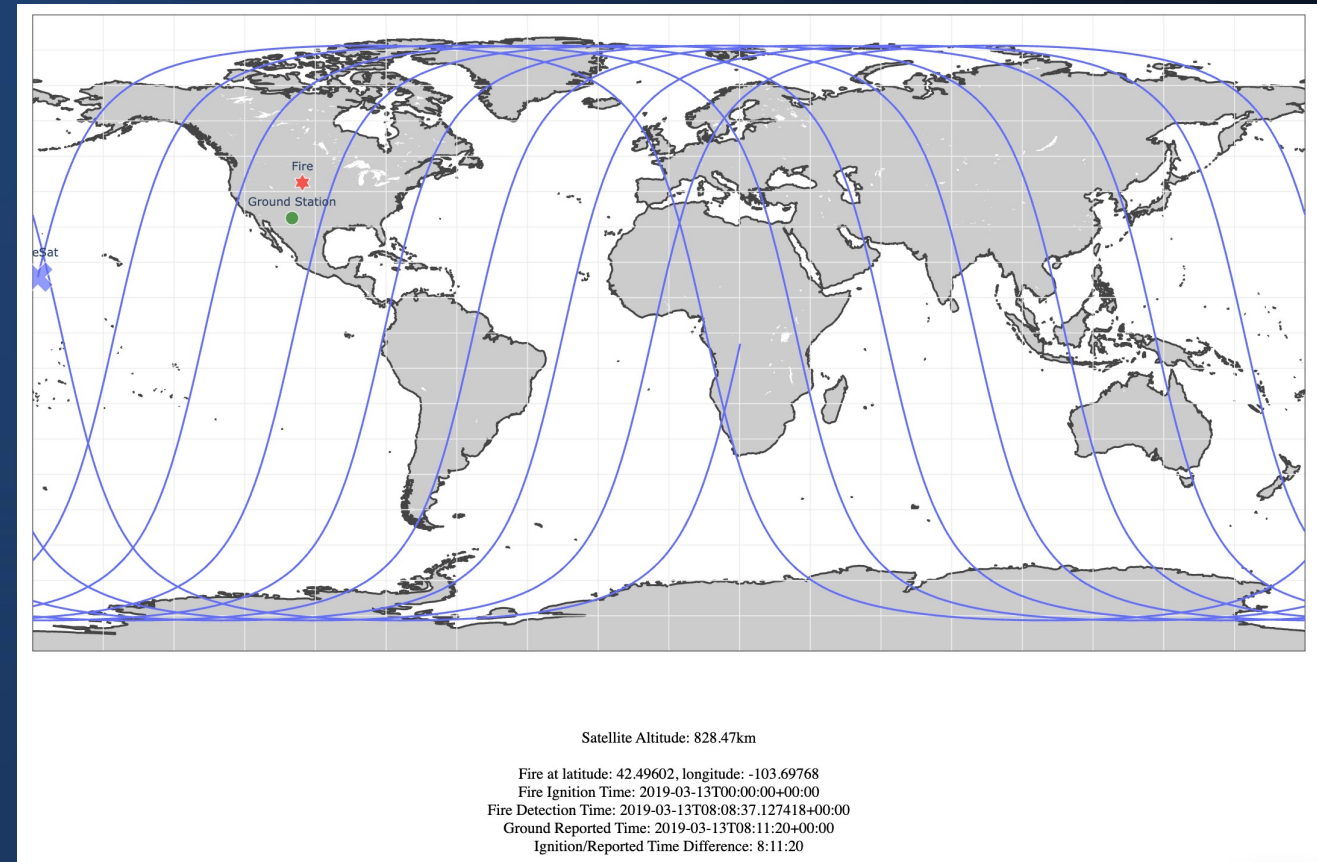 Fire
Ground Station
eSat
Satellite Altitude: 828.47km
Fire at latitude: 42.49602, longitude: -103.69768
Fire Ignition Time: 2019-03-13T00:00:00+00:00
Fire Detection Time: 2019-03-13T08:08:37.127418+00:00
Ground Reported Time: 2019-03-13T08:11:20+00:00
Ignition/Reported Time Difference: 8:11:20